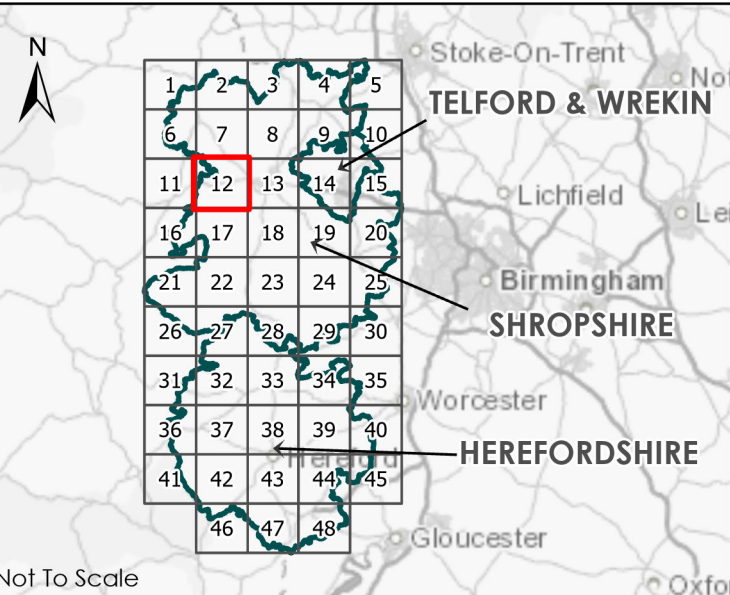 N
Stoke-On-Trent
1 2 3 4 5
TELFORD & WREKIN
6 7 8 9 10
11 12 13 14 15
Lichfield
16 17 18 19 20
21 22 23 24 25
Birmingham
SHROPSHIRE
26 27 28 29 30
31 32 33 34 35
Worcester
36 37 38 39 40
HEREFORDSHIRE
Hereford
41 42 43 44 45
46 47 48
Gloucester
Not To Scale